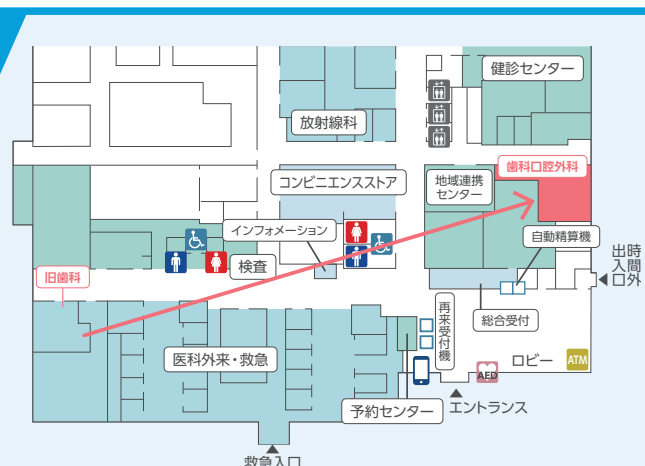 健診センター
放射線科
歯科口腔外科
コンビニエンスストア
地域連携
センター
インフォメーション
自動精算機
検査
旧歯科
時間外
出入口
再来受付機
総合受付
医科外来・救急
ロビー
ATM
AED
予約センター
エントランス
救急入口